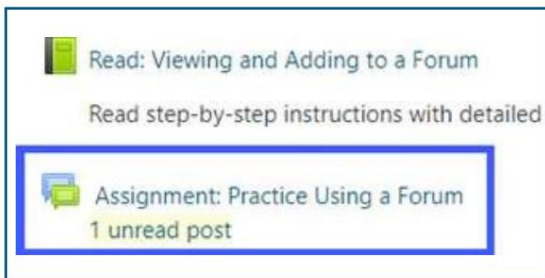 Read: Viewing and Adding to a Forum
Read step-by-step instructions with detailed
Assignment: Practice Using a Forum
1 unread post